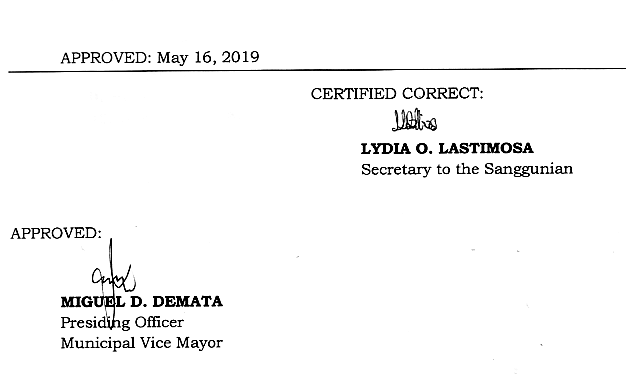 APPROVED: May 16, 2019
CERTIFIED CORRECT:
LYDIA O. LASTIMOSA
Secretary to the Sanggunian
APPROVED:
MIGUEL D. DEMATA
Presiding Officer
Municipal Vice Mayor